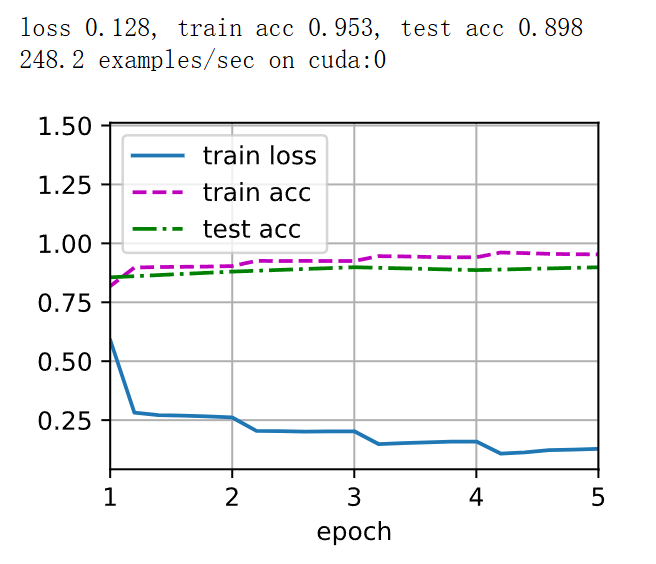 loss 0.128, train acc 0.953, test acc 0.898
248.2 examples/sec on cuda:0
1.50
1.25
1.00
0.75
0.50
0.25
train loss
train acc
test acc
1 2 3 4 5
epoch